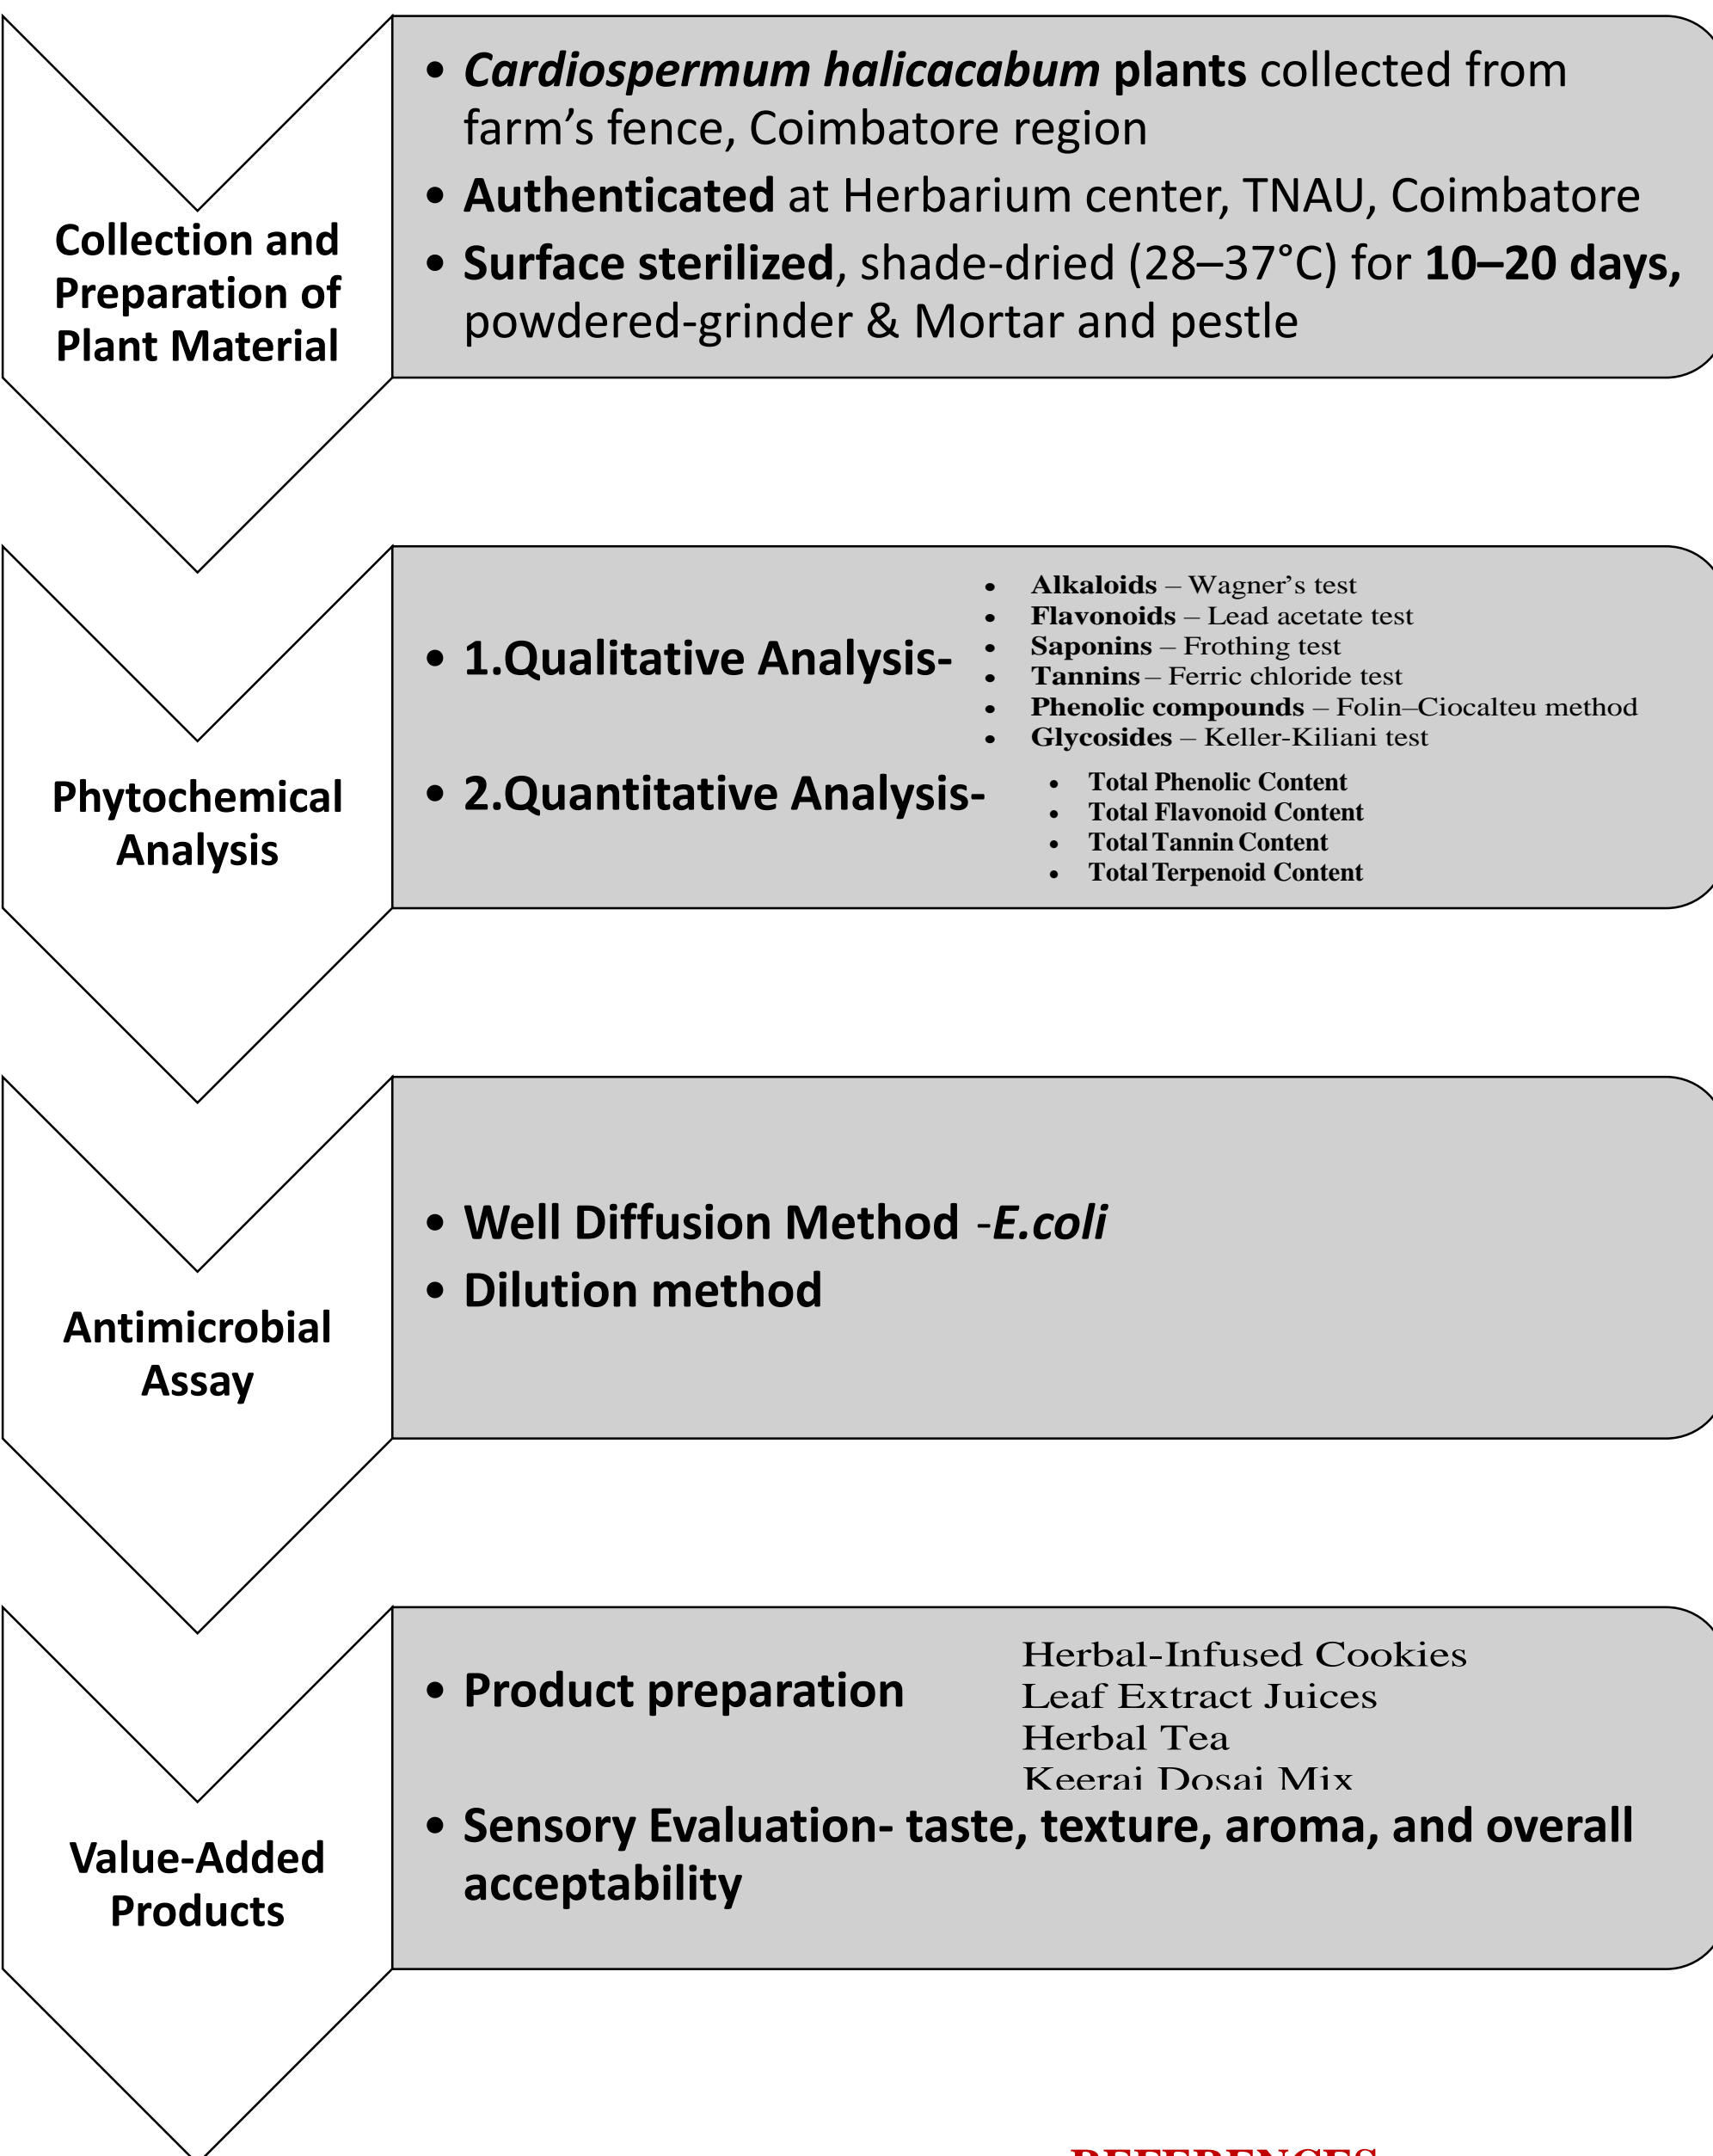 Collection and
Preparation of
Plant Material
• Cardiospermum halicacabum plants collected from
farm’s fence, Coimbatore region
• Authenticated at Herbarium center, TNAU, Coimbatore
• Surface sterilized, shade-dried (28–37°C) for 10–20 days,
powdered-grinder & Mortar and pestle
Phytochemical
Analysis
• 1.Qualitative Analysis-
• Alkaloids – Wagner’s test
• Flavonoids – Lead acetate test
• Saponins – Frothing test
• Tannins – Ferric chloride test
• Phenolic compounds – Folin–Ciocalteu method
• Glycosides – Keller-Kiliani test
• 2.Quantitative Analysis-
• Total Phenolic Content
• Total Flavonoid Content
• Total Tannin Content
• Total Terpenoid Content
Antimicrobial
Assay
• Well Diffusion Method -E.coli
• Dilution method
Value-Added
Products
• Product preparation
Herbal-Infused Cookies
Leaf Extract Juices
Herbal Tea
Keerai Dosai Mix
• Sensory Evaluation- taste, texture, aroma, and overall
acceptability
REFERENCES